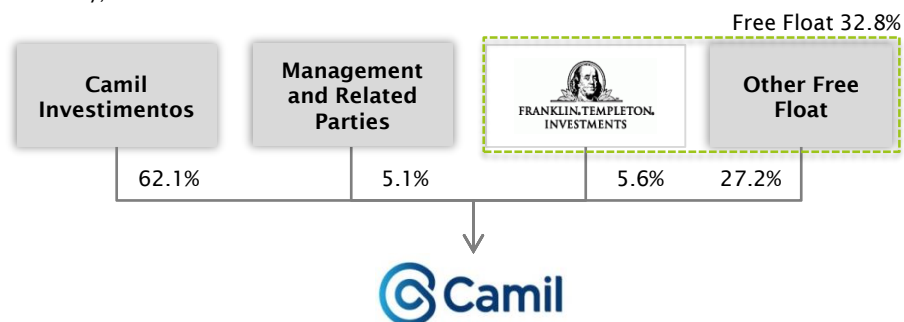 Free Float 32.8%
Camil
Investimentos
Management
and Related
Parties
FRANKLIN TEMPLETON
INVESTMENTS
Other Free
Float
62.1%
5.1%
5.6%
27.2%
Camil